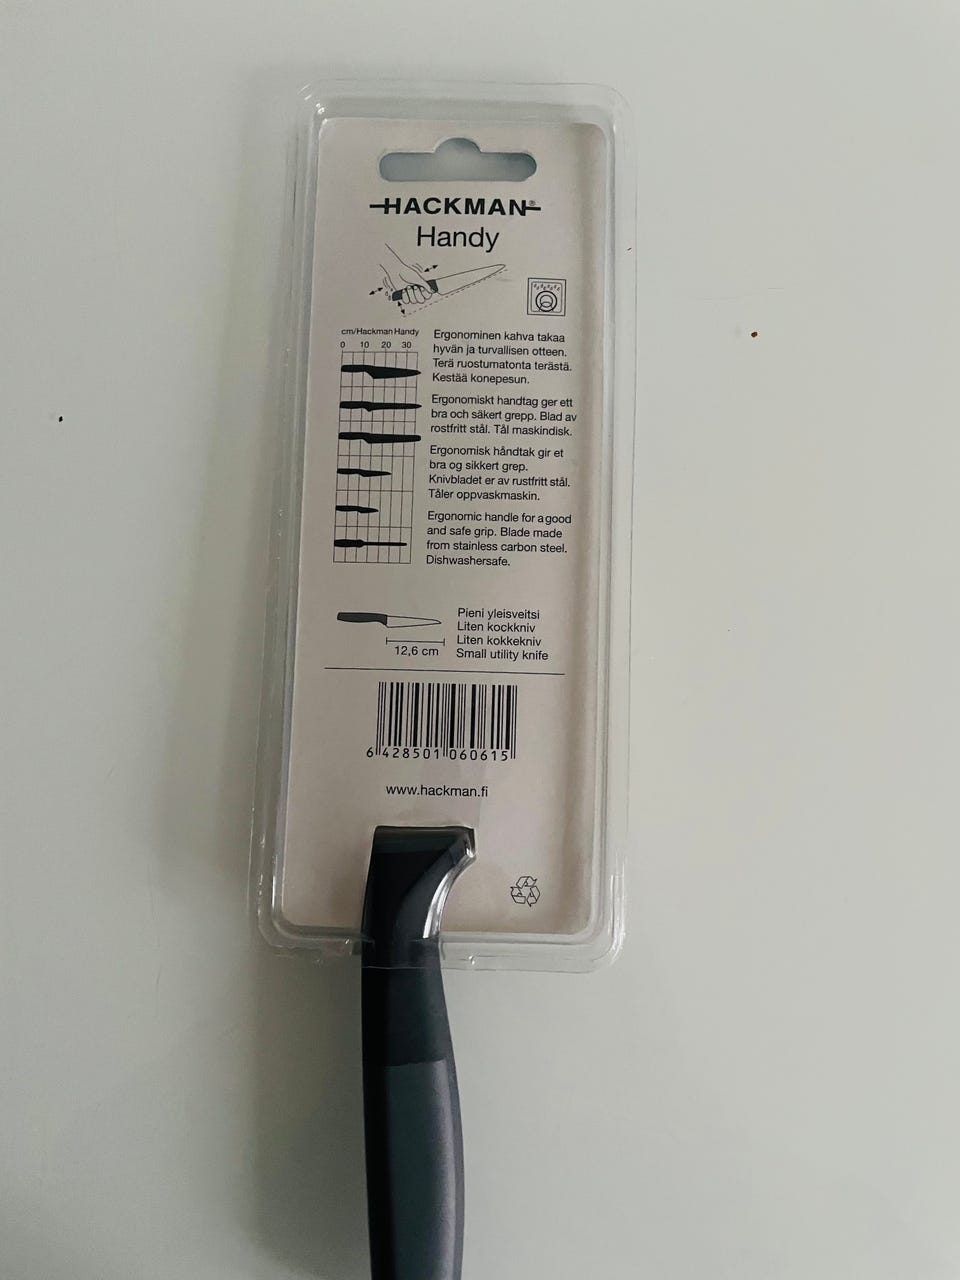 HACKMAN®
Handy
cm/Hackman Handy
0 10 20 30
Ergonominen kahva takaa
hyvän ja turvallisen otteen.
Terä ruostumatonta terästä.
Kestää konepesun.
Ergonomiskt handtag ger ett
bra och säkert grepp. Blad av
rostfritt stål. Tål maskindisk.
Ergonomisk håndtak gir et
bra og sikkert grep.
Knivbladet er av rustfritt stål.
Tåler oppvaskmaskin.
Ergonomic handle for a good
and safe grip. Blade made
from stainless carbon steel.
Dishwashersafe.
Pieni yleisveitsi
Liten kockkniv
Liten kokkekniv
Small utility knife
12,6 cm
6 428501 060615
www.hackman.fi